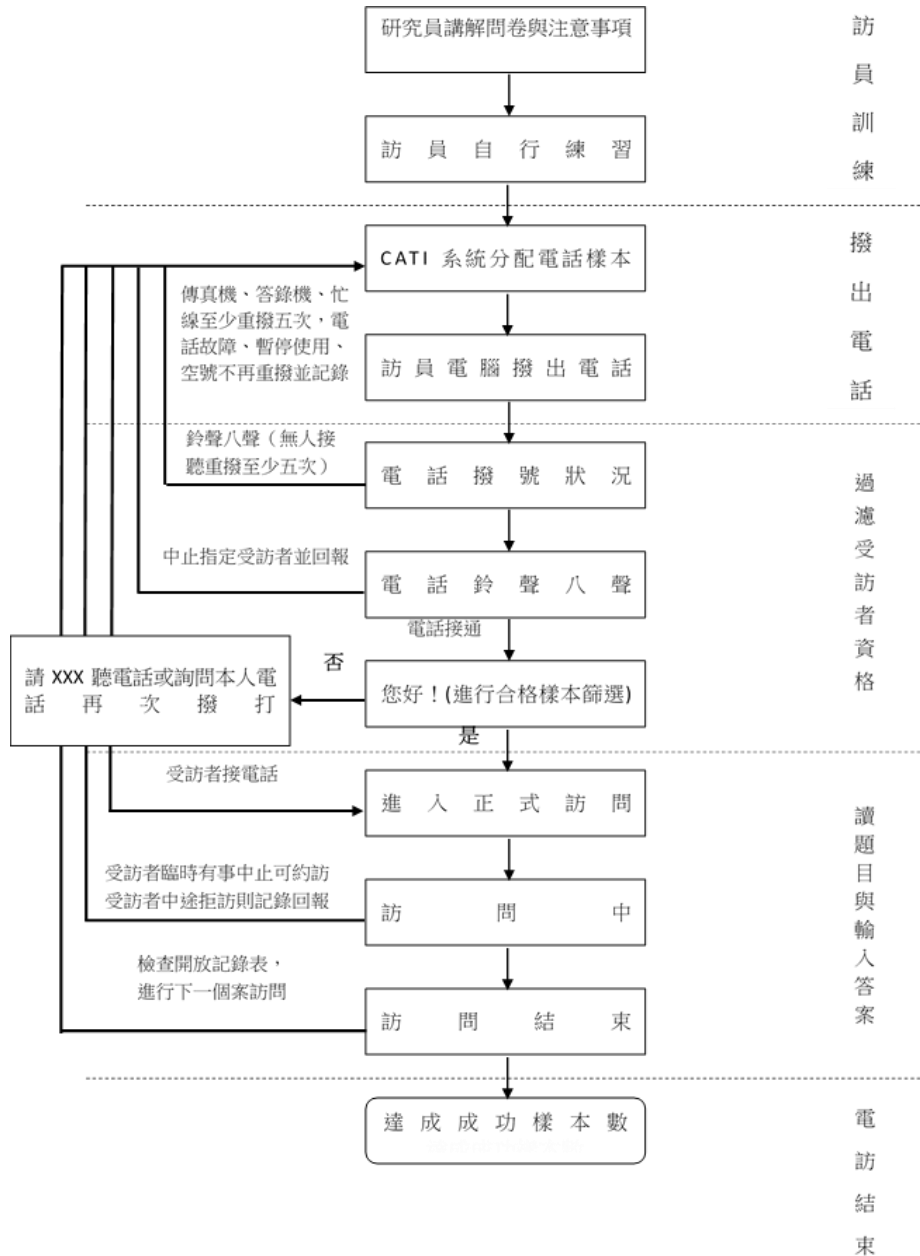 研究員講解問卷與注意事項
訪員自行練習
訪員訓練
CATI 系統分配電話樣本
傳真機、答錄機、忙
線至少重撥五次，電
話故障、暫停使用、
空號不再重撥並記錄
訪員電腦撥出電話
撥出電話
鈴聲八聲（無人接
聽重撥至少五次）
電話撥號狀況
中止指定受訪者並回報
電話鈴聲八聲
電話接通
否
請 XXX 聽電話或詢問本人電
話再次撥打
您好！(進行合格樣本篩選)
是
過濾受訪者資格
受訪者接電話
進入正式訪問
受訪者臨時有事中止可約訪
受訪者中途拒訪則記錄回報
訪問中
檢查開放記錄表，
進行下一個案訪問
訪問結束
讀題目與輸入答案
達成成功樣本數
電訪結束